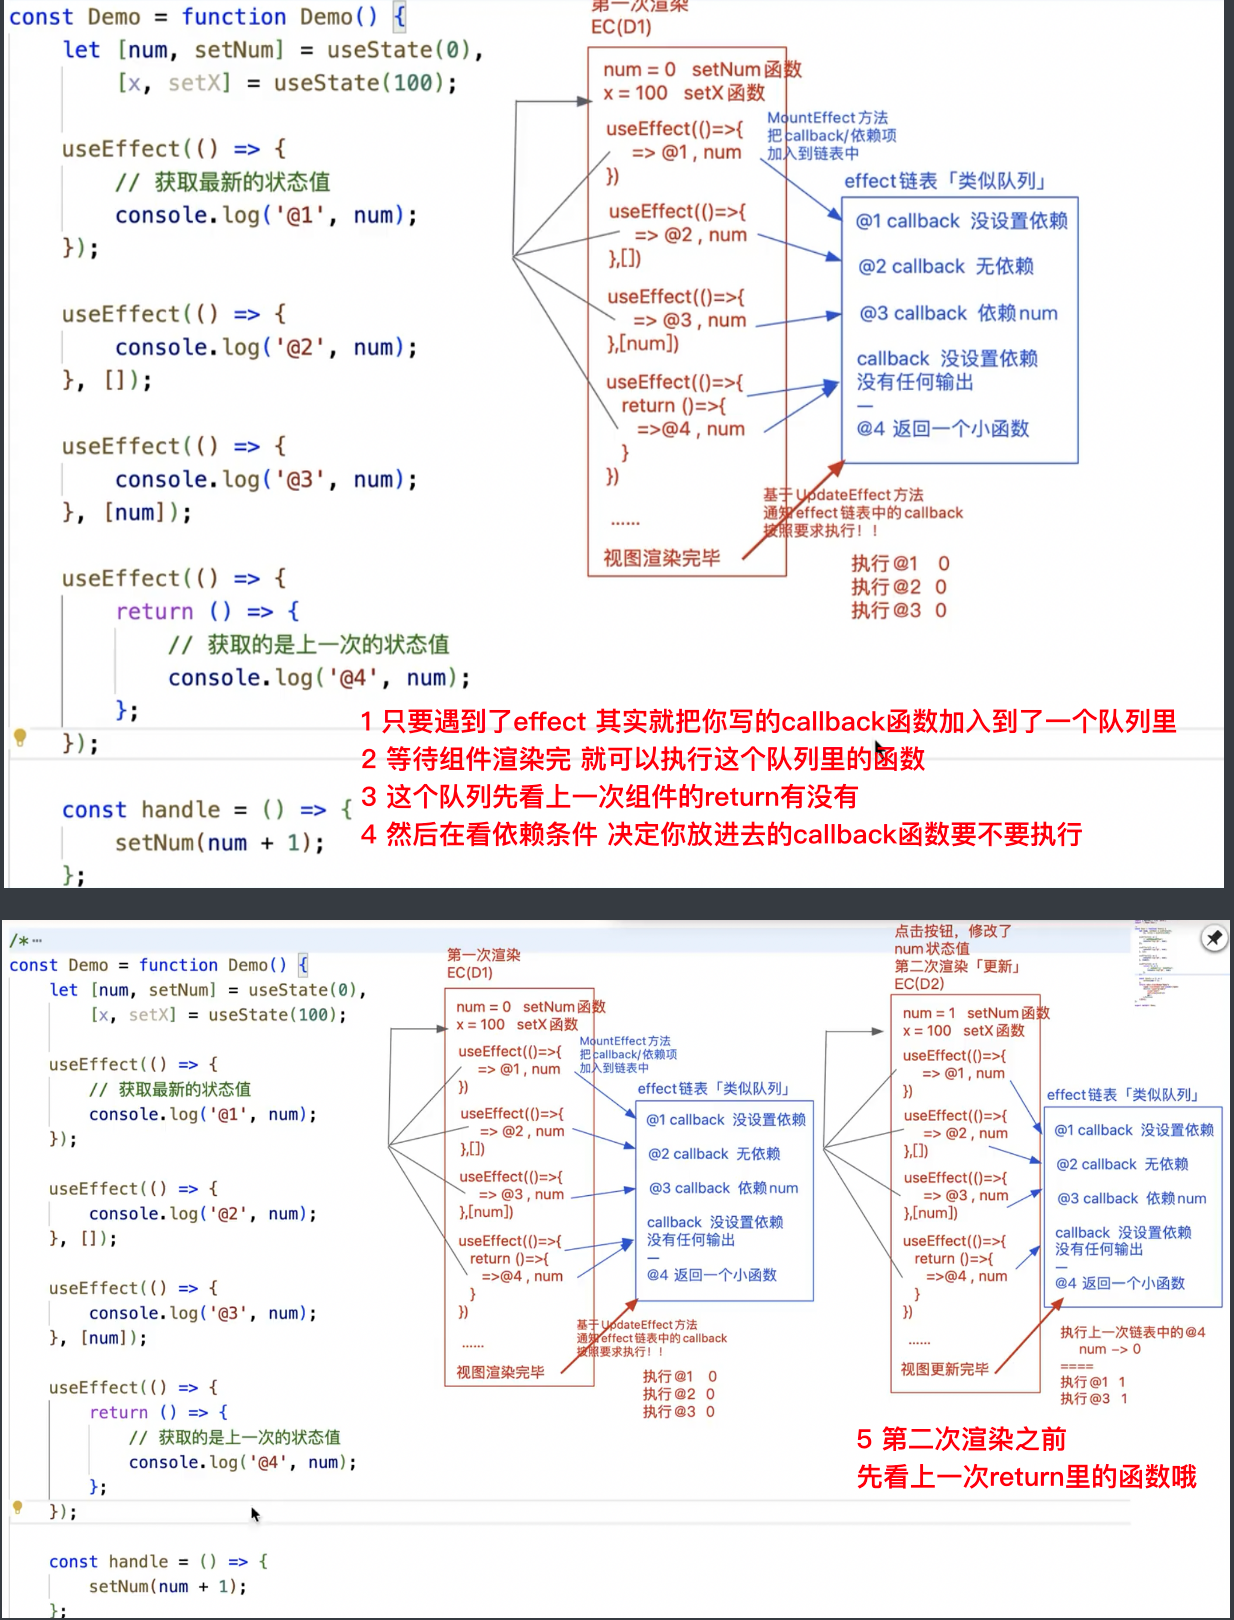 const Demo = function Demo() {
let [num, setNum] = useState(0),
[x, setX] = useState(100);
useEffect(() => {
// 获取最新的状态值
console.log('@1', num);
});
useEffect(() => {
console.log('@2', num);
}, []);
useEffect(() => {
console.log('@3', num);
}, [num]);
useEffect(() => {
return () => {
// 获取的是上一次的状态值
console.log('@4', num);
};
});
const handle = () => {
setNum(num + 1);
};
第一次渲染
EC(D1)
num = 0 setNum函数
x = 100 setX函数
useEffect(()=>{
=> @1 , num
})
useEffect(()=>{
=> @2 , num
},[])
useEffect(()=>{
=> @3 , num
},[num])
useEffect(()=>{
return ()=>{
=>@4 , num
}
})
......
视图渲染完毕
MountEffect方法
把callback/依赖项
加入到链表中
effect链表「类似队列」
@1 callback 没设置依赖
@2 callback 无依赖
@3 callback 依赖num
callback 没设置依赖
没有任何输出
—
@4 返回一个小函数
基于UpdateEffect方法
通知effect链表中的callback
按照要求执行！！
执行@1 0
执行@2 0
执行@3 0
1 只要遇到了effect 其实就把你写的callback函数加入到了一个队列里
2 等待组件渲染完 就可以执行这个队列里的函数
3 这个队列先看上一次组件的return有没有
4 然后在看依赖条件 决定你放进去的callback函数要不要执行
/*…
const Demo = function Demo() {
let [num, setNum] = useState(0),
[x, setX] = useState(100);
useEffect(() => {
// 获取最新的状态值
console.log('@1', num);
});
useEffect(() => {
console.log('@2', num);
}, []);
useEffect(() => {
console.log('@3', num);
}, [num]);
useEffect(() => {
return () => {
// 获取的是上一次的状态值
console.log('@4', num);
};
});
const handle = () => {
setNum(num + 1);
};
第一次渲染
EC(D1)
num = 0 setNum函数
x = 100 setX函数
useEffect(()=>{
=> @1 , num
})
useEffect(()=>{
=> @2 , num
},[])
useEffect(()=>{
=> @3 , num
},[num])
useEffect(()=>{
return ()=>{
=>@4 , num
}
})
......
视图渲染完毕
MountEffect方法
把callback/依赖项
加入到链表中
effect链表「类似队列」
@1 callback 没设置依赖
@2 callback 无依赖
@3 callback 依赖num
callback 没设置依赖
没有任何输出
—
@4 返回一个小函数
基于UpdateEffect方法
通知effect链表中的callback
按照要求执行！！
执行@1 0
执行@2 0
执行@3 0
点击按钮，修改了
num状态值
第二次渲染「更新」
EC(D2)
num = 1 setNum函数
x = 100 setX函数
useEffect(()=>{
=> @1 , num
})
useEffect(()=>{
=> @2 , num
},[])
useEffect(()=>{
=> @3 , num
},[num])
useEffect(()=>{
return ()=>{
=>@4 , num
}
})
......
视图更新完毕
effect链表「类似队列」
@1 callback 没设置依赖
@2 callback 无依赖
@3 callback 依赖num
callback 没设置依赖
没有任何输出
—
@4 返回一个小函数
执行上一次链表中的@4
num -> 0
====
执行@1 1
执行@3 1
5 第二次渲染之前
先看上一次return里的函数哦